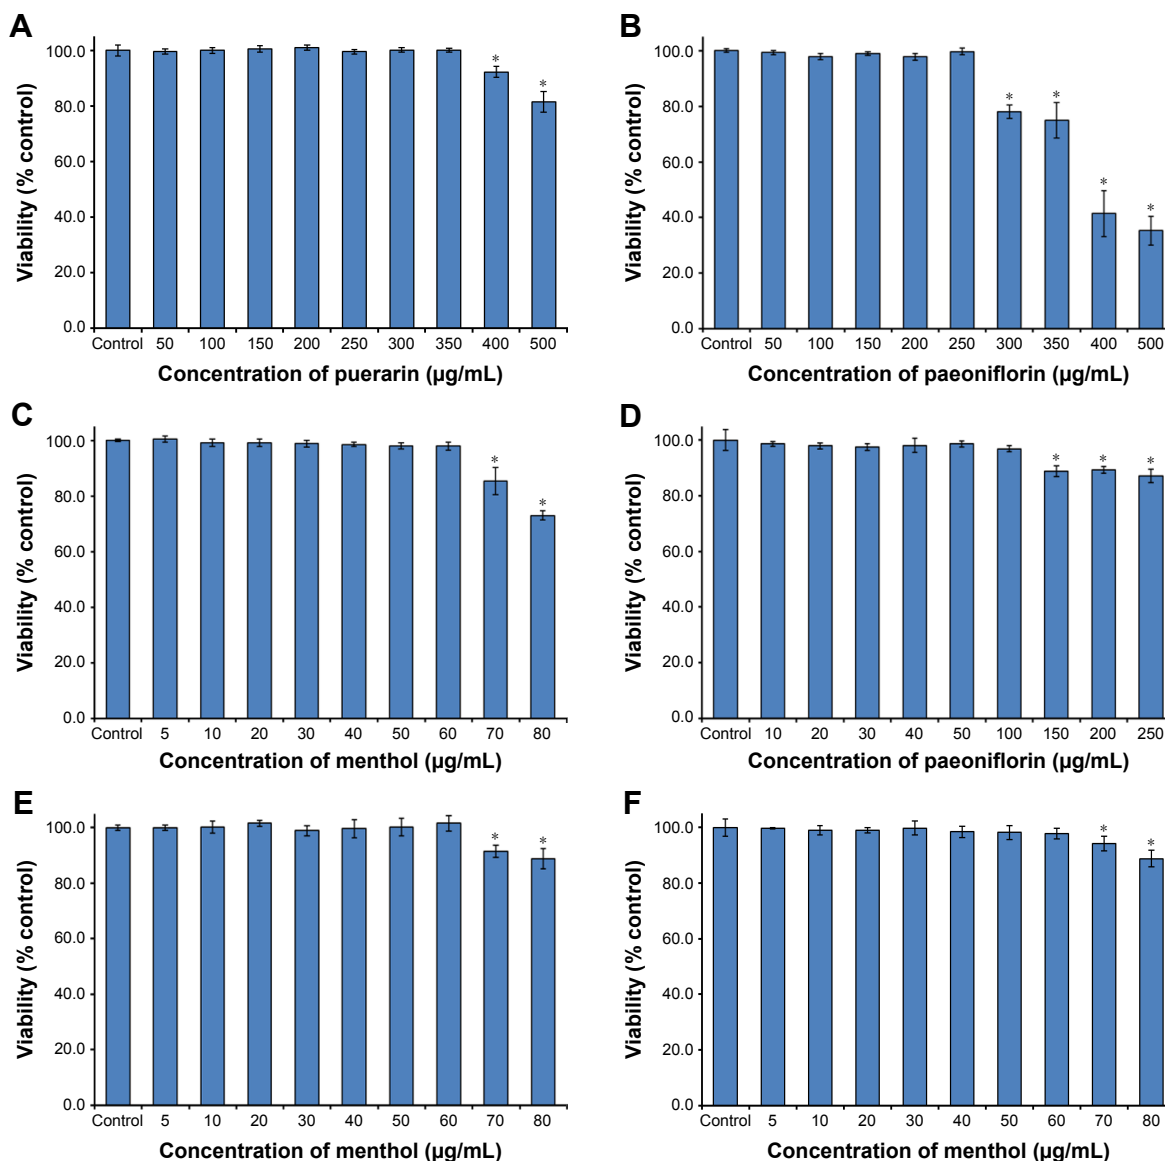 A
Viability (% control)
100.0
80.0
60.0
40.0
20.0
0.0
* *
Control 50 100 150 200 250 300 350 400 500
Concentration of puerarin (µg/mL)
B
Viability (% control)
100.0
80.0
60.0
40.0
20.0
0.0
* * * *
Control 50 100 150 200 250 300 350 400 500
Concentration of paeoniflorin (µg/mL)
C
Viability (% control)
100.0
80.0
60.0
40.0
20.0
0.0
* *
Control 5 10 20 30 40 50 60 70 80
Concentration of menthol (µg/mL)
D
Viability (% control)
100.0
80.0
60.0
40.0
20.0
0.0
* * *
Control 10 20 30 40 50 100 150 200 250
Concentration of paeoniflorin (µg/mL)
E
Viability (% control)
100.0
80.0
60.0
40.0
20.0
0.0
* *
Control 5 10 20 30 40 50 60 70 80
Concentration of menthol (µg/mL)
F
Viability (% control)
100.0
80.0
60.0
40.0
20.0
0.0
* *
Control 5 10 20 30 40 50 60 70 80
Concentration of menthol (µg/mL)